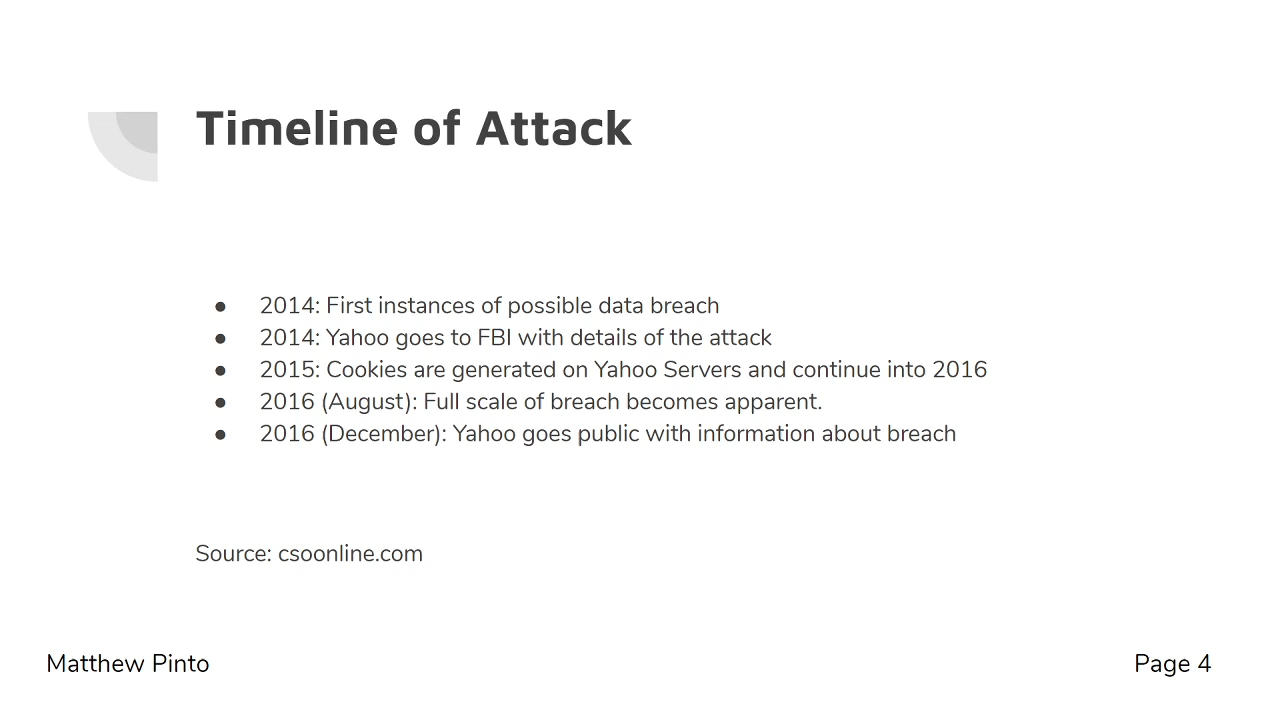 Timeline of Attack
● 2014: First instances of possible data breach
● 2014: Yahoo goes to FBI with details of the attack
● 2015: Cookies are generated on Yahoo Servers and continue into 2016
● 2016 (August): Full scale of breach becomes apparent.
● 2016 (December): Yahoo goes public with information about breach
Source: csoonline.com
Matthew Pinto
Page 4